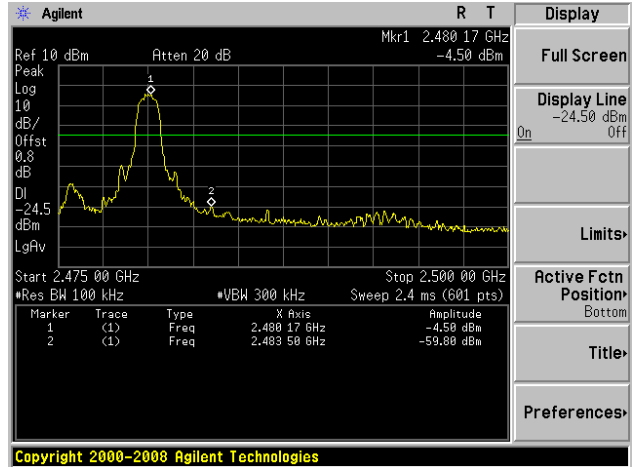 Agilent R T
Mkr1 2.480 17 GHz
Ref 10 dBm Atten 20 dB -4.50 dBm
Peak
Log
10
dB/
Offst
0.8
dB
DI
-24.5
dBm
LgAv
1
2
Start 2.475 00 GHz Stop 2.500 00 GHz
#Res BW 100 kHz #VBW 300 kHz Sweep 2.4 ms (601 pts)
Marker Trace Type X Axis Amplitude
1 (1) Freq 2.480 17 GHz -4.50 dBm
2 (1) Freq 2.483 50 GHz -59.80 dBm
Copyright 2000-2008 Agilent Technologies
Display
Full Screen
Display Line
-24.50 dBm
On Off
Limits
Active Fctn
Position
Bottom
Title
Preferences